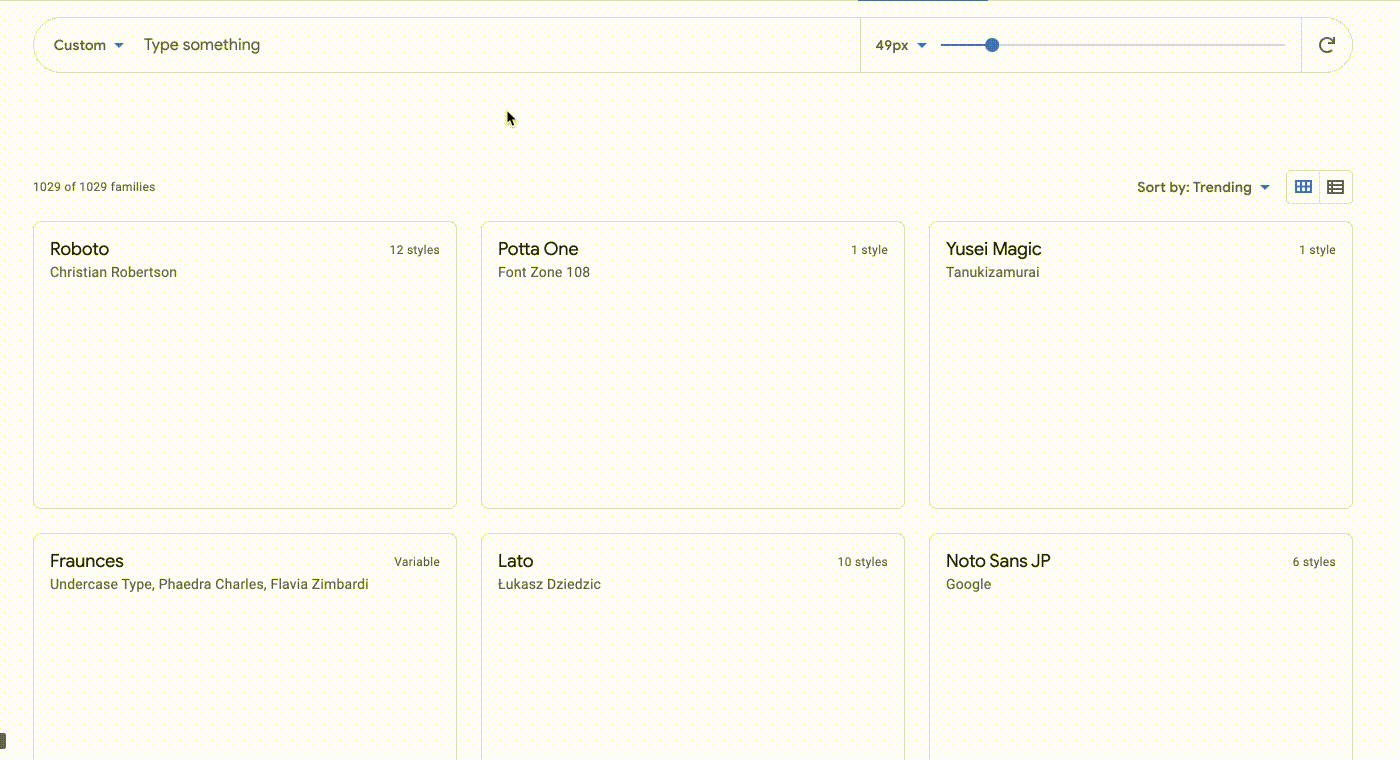 Custom Type something 49px
1029 of 1029 families Sort by: Trending
Roboto 12 styles
Christian Robertson
Potta One 1 style
Font Zone 108
Yusei Magic 1 style
Tanukizamurai
Fraunces Variable
Undercase Type, Phaedra Charles, Flavia Zimbardi
Lato 10 styles
Łukasz Dziedzic
Noto Sans JP 6 styles
Google